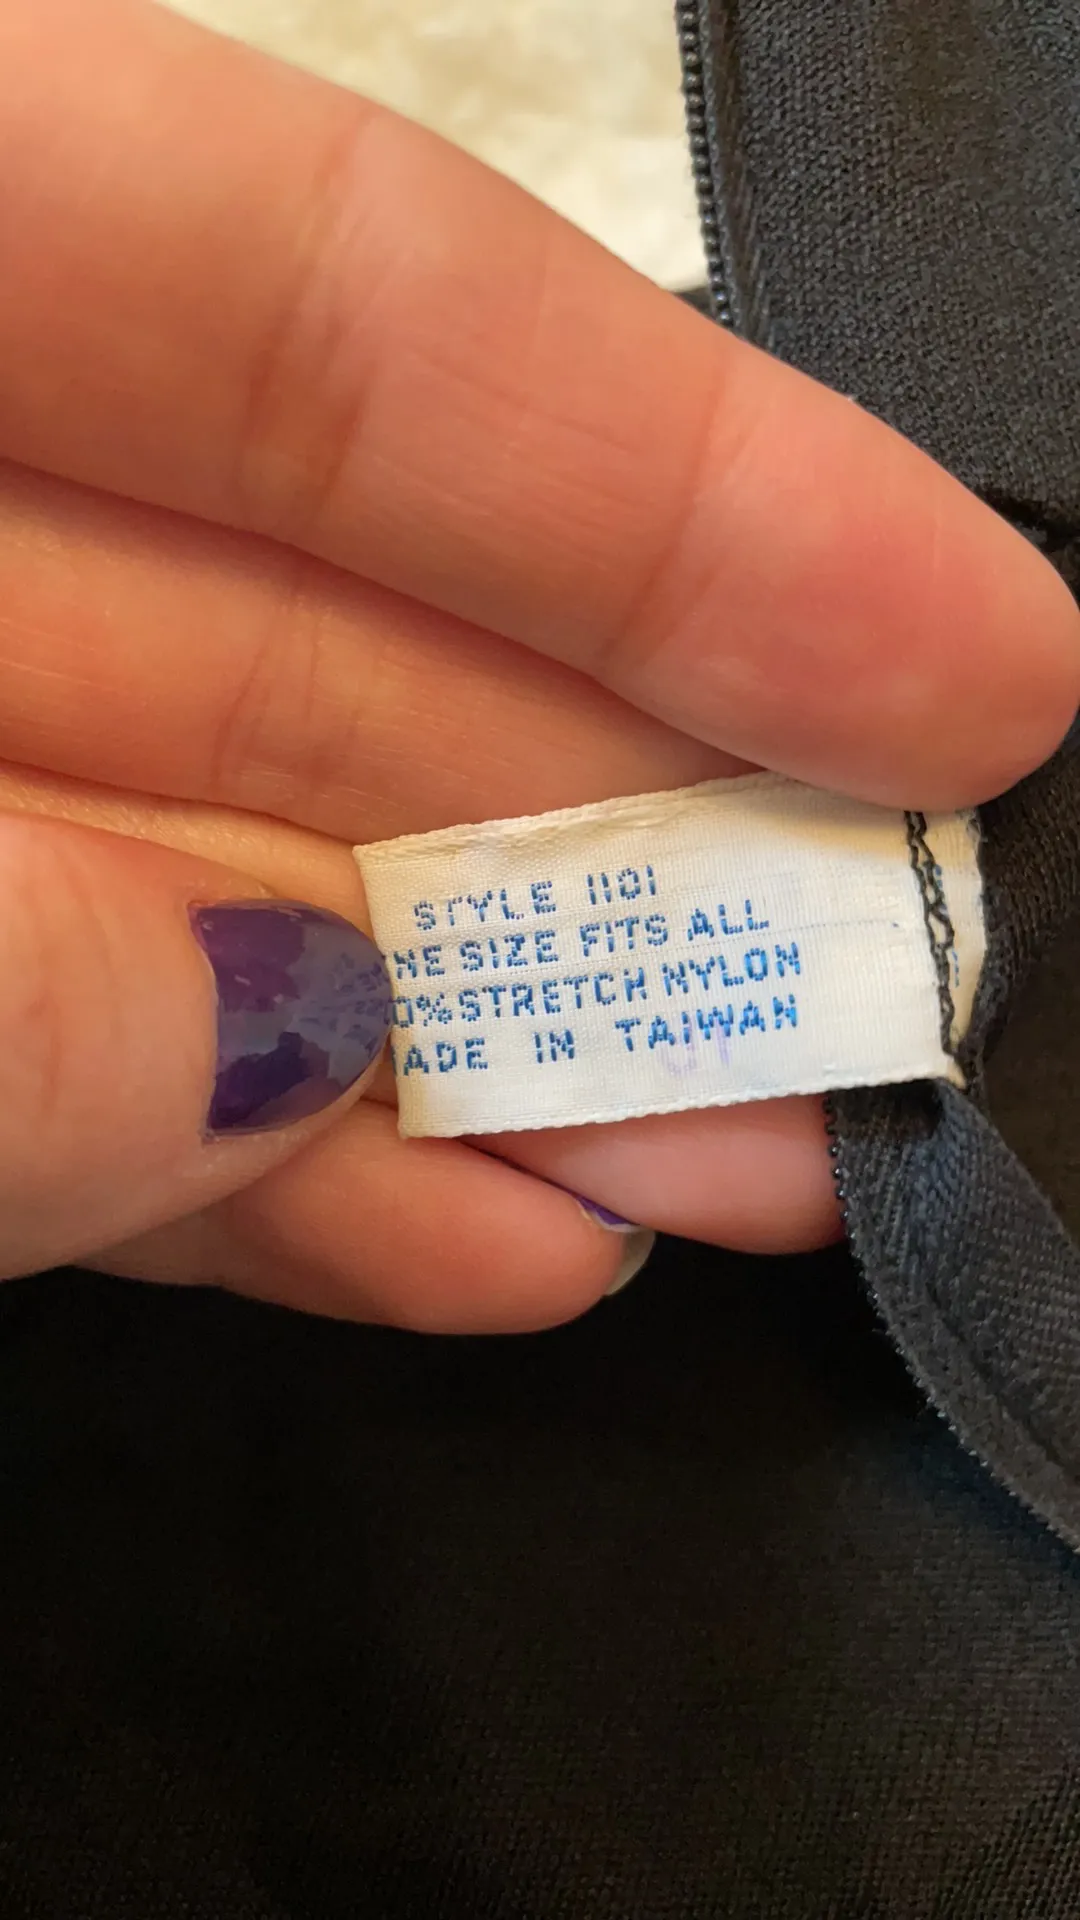 STYLE 1101
NE SIZE FITS ALL
0% STRETCH NYLON
ADE IN TAIWAN